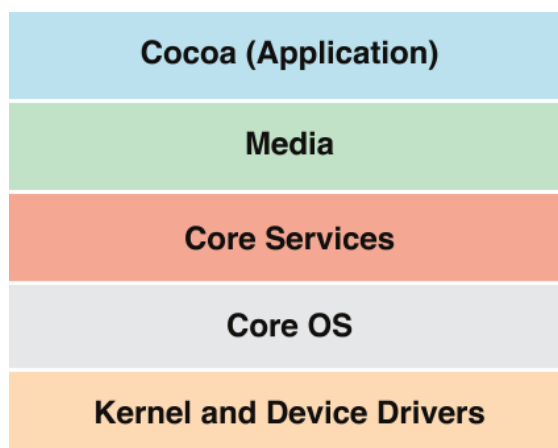 Cocoa (Application)
Media
Core Services
Core OS
Kernel and Device Drivers